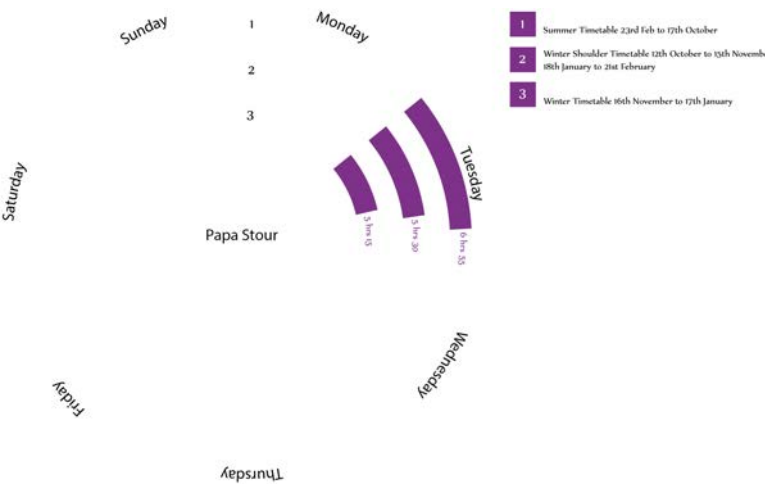 Sunday
1
Monday
2
3
Tuesday
5 hrs 15
5 hrs 30
6 hrs 35
Papa Stour
Saturday
Wednesday
Friday
Thursday
1
Summer Timetable 23rd Feb to 17th October
2
Winter Shoulder Timetable 12th October to 15th Novembe
18th January to 21st February
3
Winter Timetable 16th November to 17th January